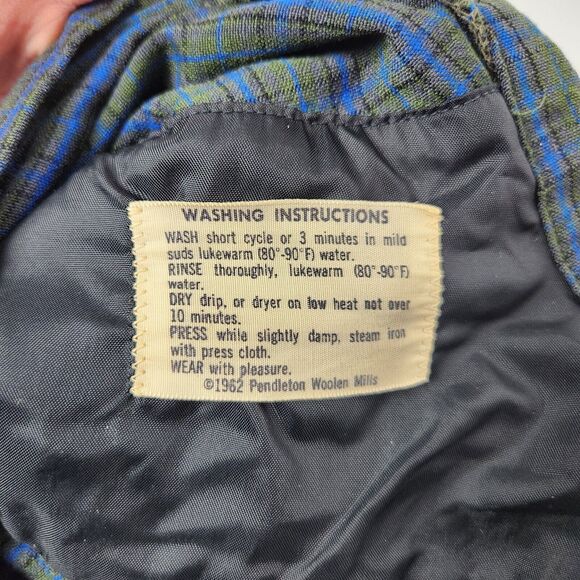 WASHING INSTRUCTIONS
WASH short cycle or 3 minutes in mild
suds lukewarm (80°-90°F) water.
RINSE thoroughly, lukewarm (80°-90°F)
water.
DRY drip, or dryer on low heat not over
10 minutes.
PRESS while slightly damp, steam iron
with press cloth.
WEAR with pleasure.
©1962 Pendleton Woolen Mills